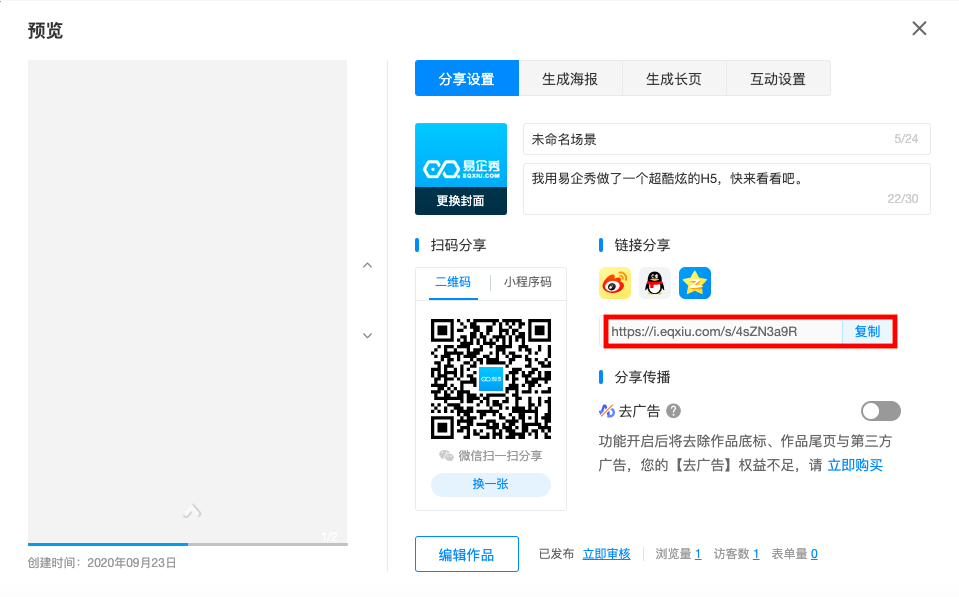 预览
分享设置
生成海报
生成长页
互动设置
易企秀
EQXIU.COM
更换封面
未命名场景
5/24
我用易企秀做了一个超酷炫的H5，快来看看吧。
22/30
扫码分享
二维码
小程序码
微信扫一扫分享
换一张
链接分享
https://i.eqxiu.com/s/4sZN3a9R
复制
分享传播
去广告
?
功能开启后将去除作品底标、作品尾页与第三方
广告，您的【去广告】权益不足，请 立即购买
1/2
创建时间：2020年09月23日
编辑作品
已发布 立即审核
浏览量 1 访客数 1 表单量 0